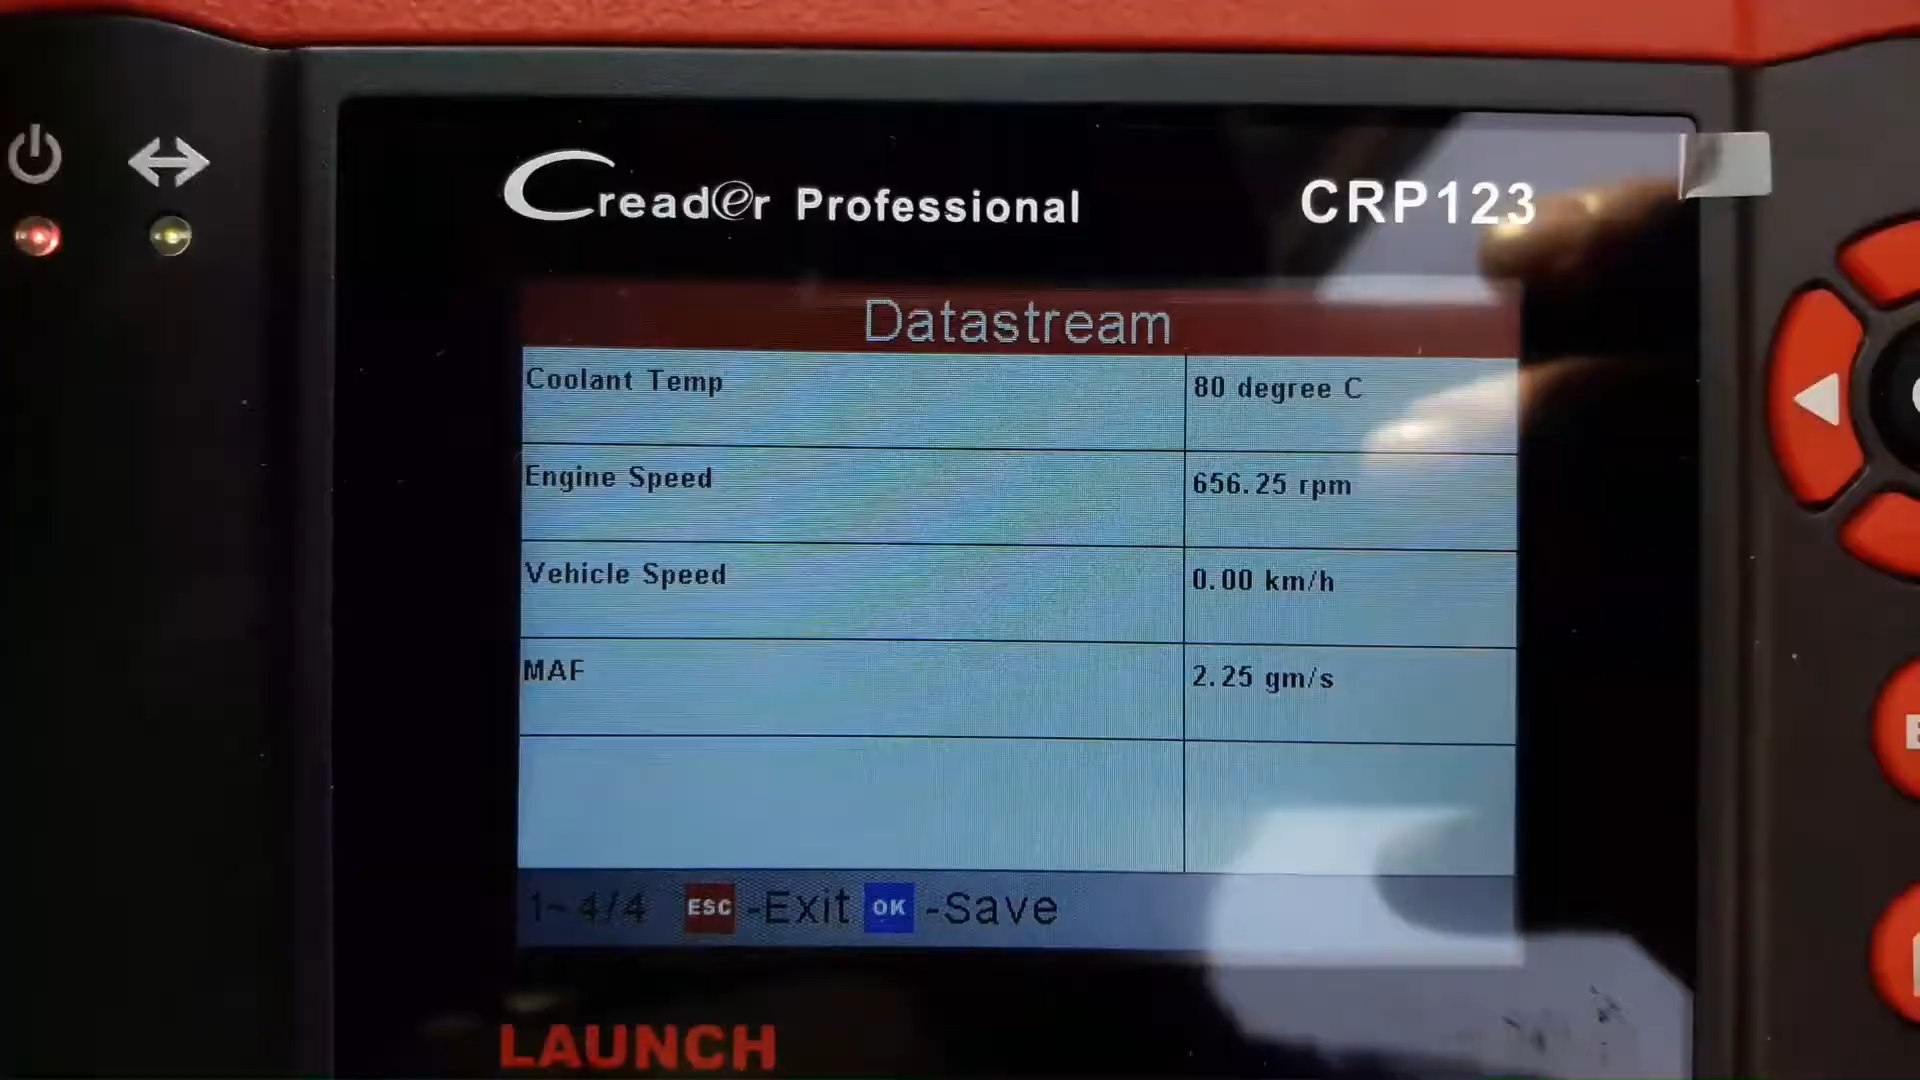 Creader Professional CRP123
Datastream
Coolant Temp 80 degree C
Engine Speed 656.25 rpm
Vehicle Speed 0.00 km/h
MAF 2.25 gm/s
1~4/4 ESC -Exit OK -Save
LAUNCH